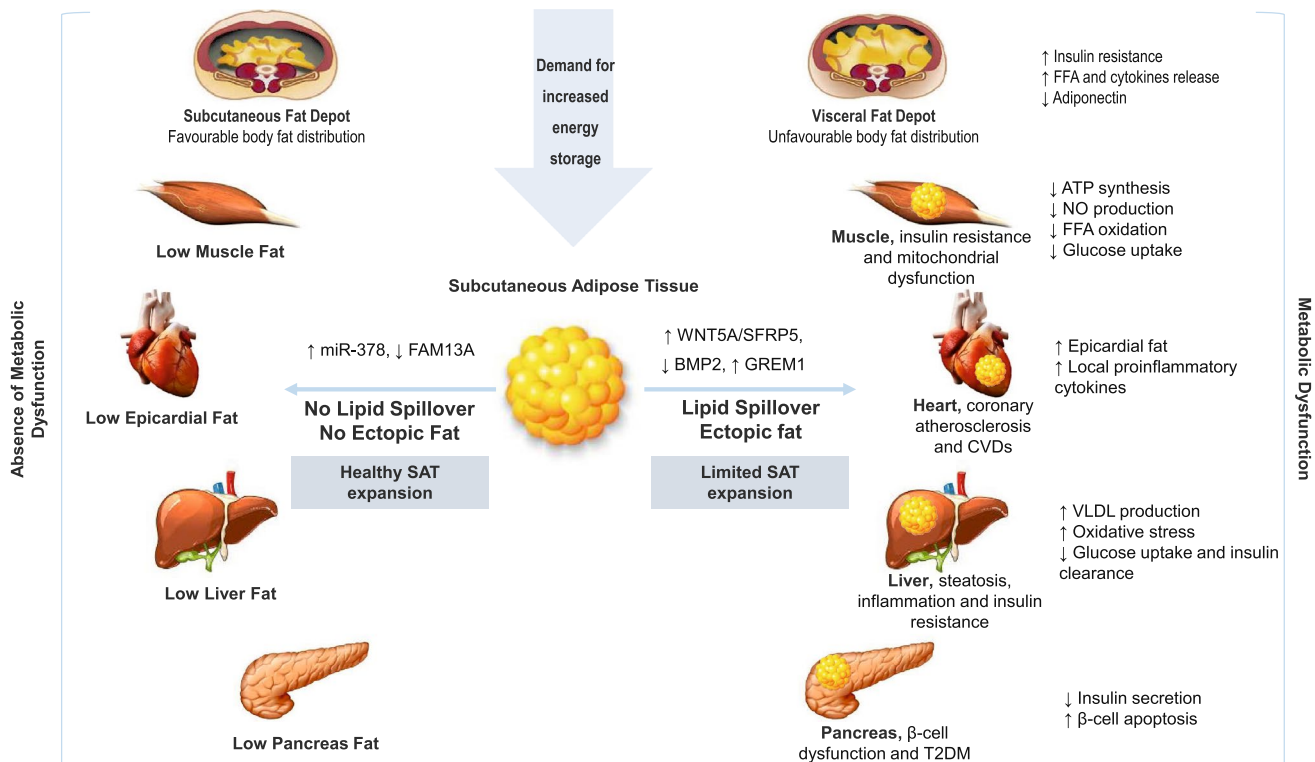 Absence of Metabolic
Dysfunction
Subcutaneous Fat Depot
Favourable body fat distribution
Low Muscle Fat
Low Epicardial Fat
Low Liver Fat
Low Pancreas Fat
Demand for
increased
energy
storage
Subcutaneous Adipose Tissue
↑ miR-378, ↓ FAM13A
No Lipid Spillover
No Ectopic Fat
Healthy SAT
expansion
↑ WNT5A/SFRP5,
↓ BMP2, ↑ GREM1
Lipid Spillover
Ectopic fat
Limited SAT
expansion
Visceral Fat Depot
Unfavourable body fat distribution
↑ Insulin resistance
↑ FFA and cytokines release
↓ Adiponectin
Muscle, insulin resistance
and mitochondrial
dysfunction
↓ ATP synthesis
↓ NO production
↓ FFA oxidation
↓ Glucose uptake
Heart, coronary
atherosclerosis
and CVDs
↑ Epicardial fat
↑ Local proinflammatory
cytokines
Liver, steatosis,
inflammation and insulin
resistance
↑ VLDL production
↑ Oxidative stress
↓ Glucose uptake and insulin
clearance
Pancreas, β-cell
dysfunction and T2DM
↓ Insulin secretion
↑ β-cell apoptosis
Metabolic Dysfunction